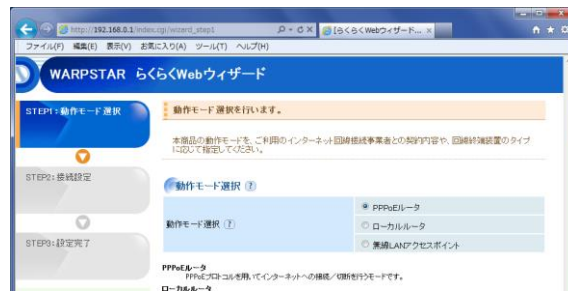 http://192.168.0.1/index.cgi/wizard_step1
[らくらくWebウィザード...
ファイル(F) 編集(E) 表示(V) お気に入り(A) ツール(T) ヘルプ(H)
WARPSTAR らくらくWebウィザード
STEP1:動作モード選択
動作モード選択を行います。
本商品の動作モードを、ご利用のインターネット回線接続事業者との契約内容や、回線終端装置のタイプ
に応じて指定してください。
STEP2:接続設定
動作モード選択 ?
動作モード選択 ?
PPPoEルータ
ローカルルータ
無線LANアクセスポイント
STEP3:設定完了
PPPoEルータ
PPPoEプロトコルを用いてインターネットへの接続/切断を行うモードです。
ローカルルータ